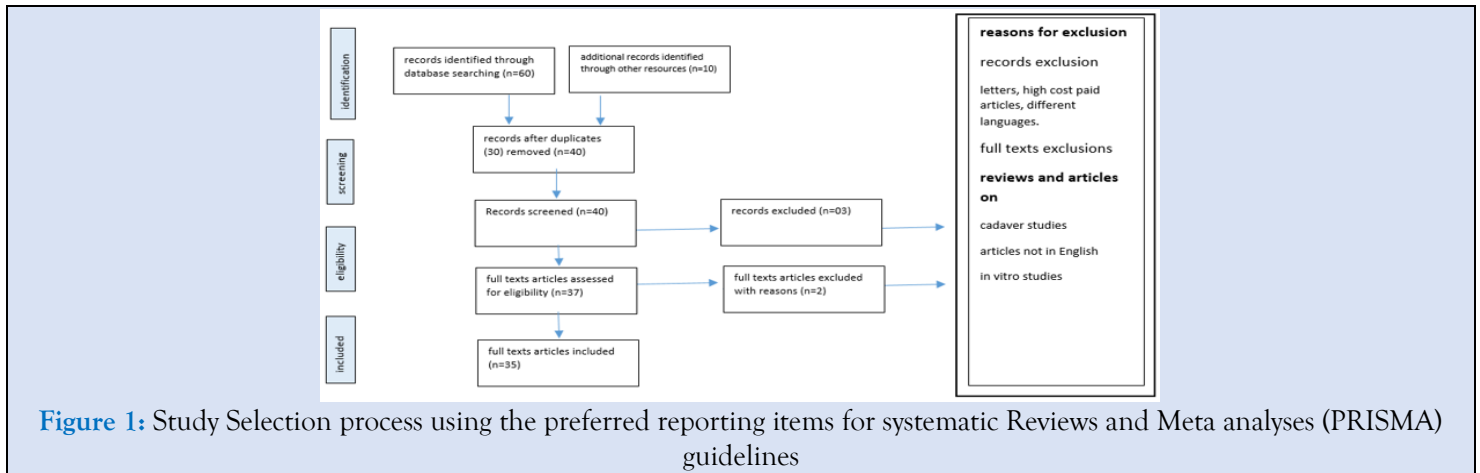 identification
records identified through
database searching (n=60)
additional records identified
through other resources (n=10)
records after duplicates
(30) removed (n=40)
screening
Records screened (n=40)
records excluded (n=03)
eligibility
full texts articles assessed
for eligibility (n=37)
full texts articles excluded
with reasons (n=2)
included
full texts articles included
(n=35)
reasons for exclusion
records exclusion
letters, high cost paid
articles, different
languages.
full texts exclusions
reviews and articles
on
cadaver studies
articles not in English
in vitro studies
Figure 1: Study Selection process using the preferred reporting items for systematic Reviews and Meta analyses (PRISMA)
guidelines